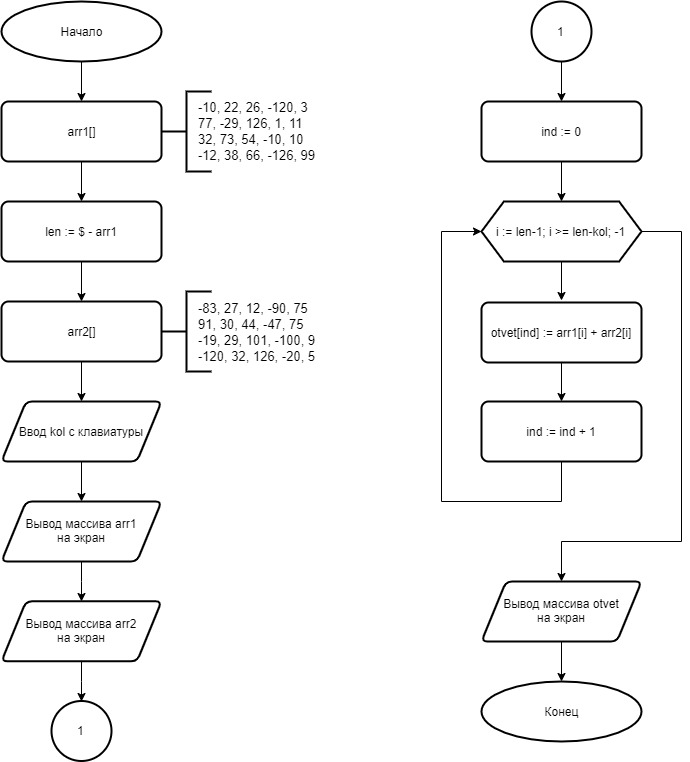 Начало
arr1[]
-10, 22, 26, -120, 3
77, -29, 126, 1, 11
32, 73, 54, -10, 10
-12, 38, 66, -126, 99
len := $ - arr1
arr2[]
-83, 27, 12, -90, 75
91, 30, 44, -47, 75
-19, 29, 101, -100, 9
-120, 32, 126, -20, 5
Ввод kol с клавиатуры
Вывод массива arr1
на экран
Вывод массива arr2
на экран
1
1
ind := 0
i := len-1; i >= len-kol; -1
otvet[ind] := arr1[i] + arr2[i]
ind := ind + 1
Вывод массива otvet
на экран
Конец